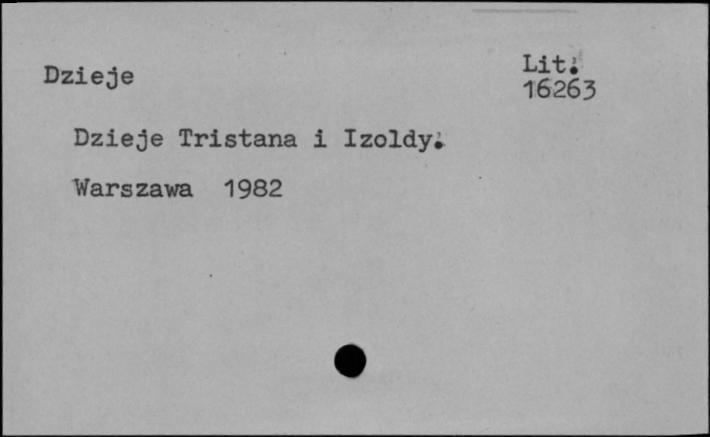 Dzieje
Lit.
16263
Dzieje Tristana i Izoldy.
Warszawa 1982